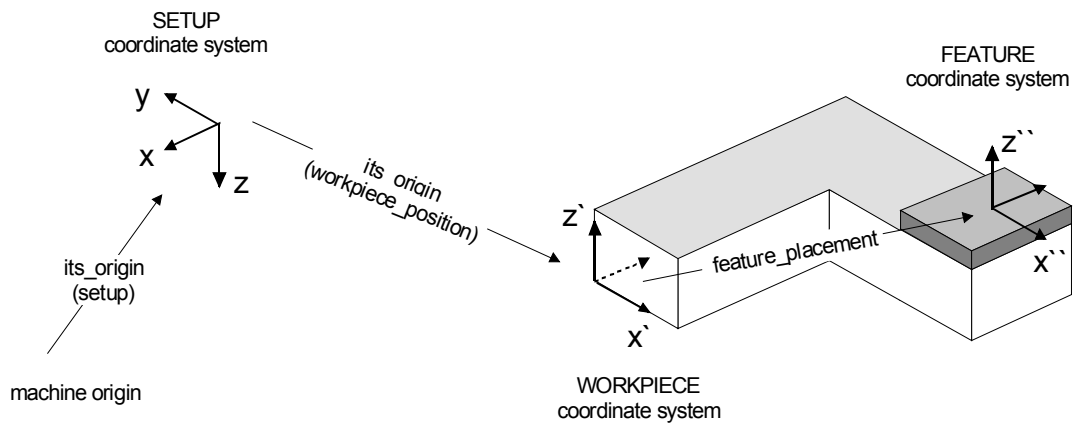 SETUP
coordinate system
y
x
z
its_origin
(setup)
machine origin
its_origin
(workpiece_position)
z`
x`
WORKPIECE
coordinate system
feature_placement
FEATURE
coordinate system
z``
x``